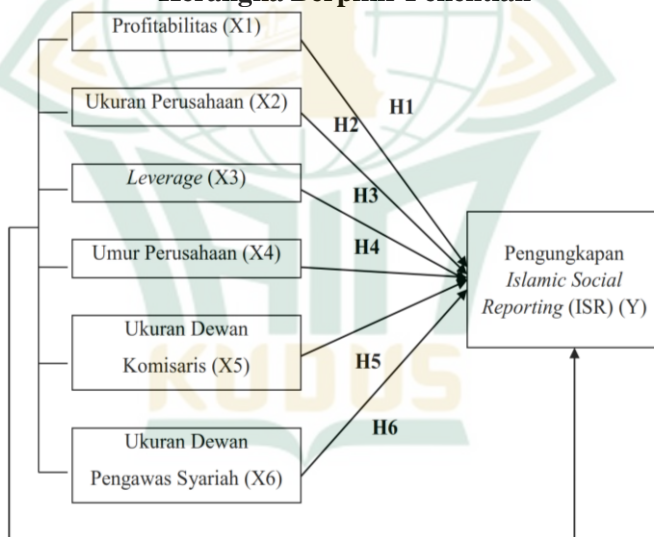 Kerangka Berpikir Penelitian
Profitabilitas (X1)
H1
Ukuran Perusahaan (X2)
H2
Leverage (X3)
H3
Umur Perusahaan (X4)
H4
Pengungkapan
Islamic Social
Reporting (ISR) (Y)
Ukuran Dewan
Komisaris (X5)
H5
Ukuran Dewan
Pengawas Syariah (X6)
H6
KUDUS